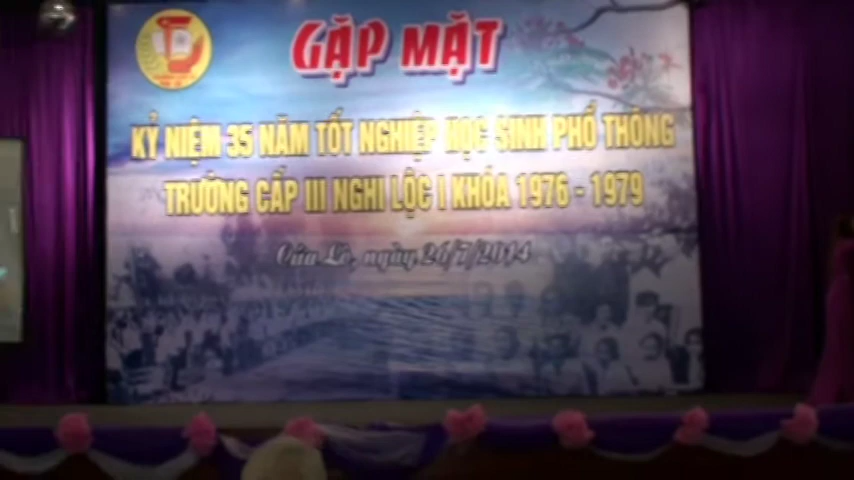 GẶP MẶT
KỶ NIỆM 35 NĂM TỐT NGHIỆP HỌC SINH PHỔ THÔNG
TRƯỜNG CẤP III NGHI LỘC I KHÓA 1976 - 1979
Cửa Lò, ngày 26/7/2014